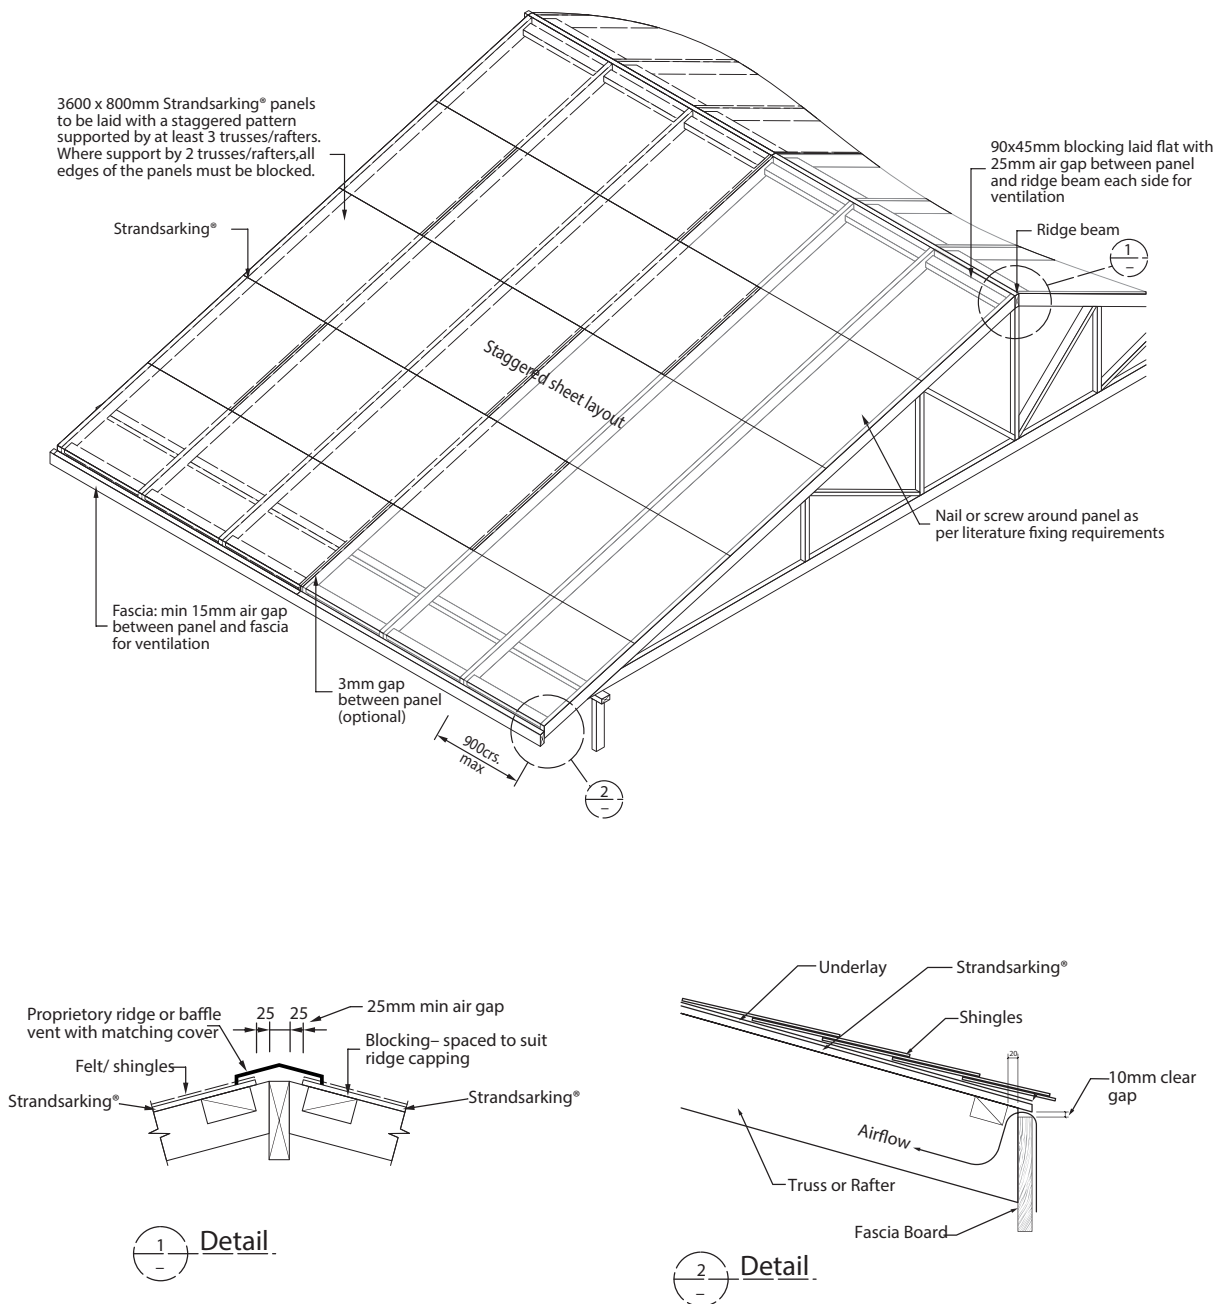 3600 x 800mm Strandsarking® panels
to be laid with a staggered pattern
supported by at least 3 trusses/rafters.
Where support by 2 trusses/rafters,all
edges of the panels must be blocked.
Strandsarking®
90x45mm blocking laid flat with
25mm air gap between panel
and ridge beam each side for
ventilation
Ridge beam
1
–
Staggered sheet layout
Nail or screw around panel as
per literature fixing requirements
Fascia: min 15mm air gap
between panel and fascia
for ventilation
3mm gap
between panel
(optional)
900crs.
max
2
–
Proprietory ridge or baffle
vent with matching cover
25 25
25mm min air gap
Blocking– spaced to suit
ridge capping
Felt/ shingles
Strandsarking®
Strandsarking®
1
–
Detail
Underlay
Strandsarking®
Shingles
20
10mm clear
gap
Airflow
Truss or Rafter
Fascia Board
2
–
Detail